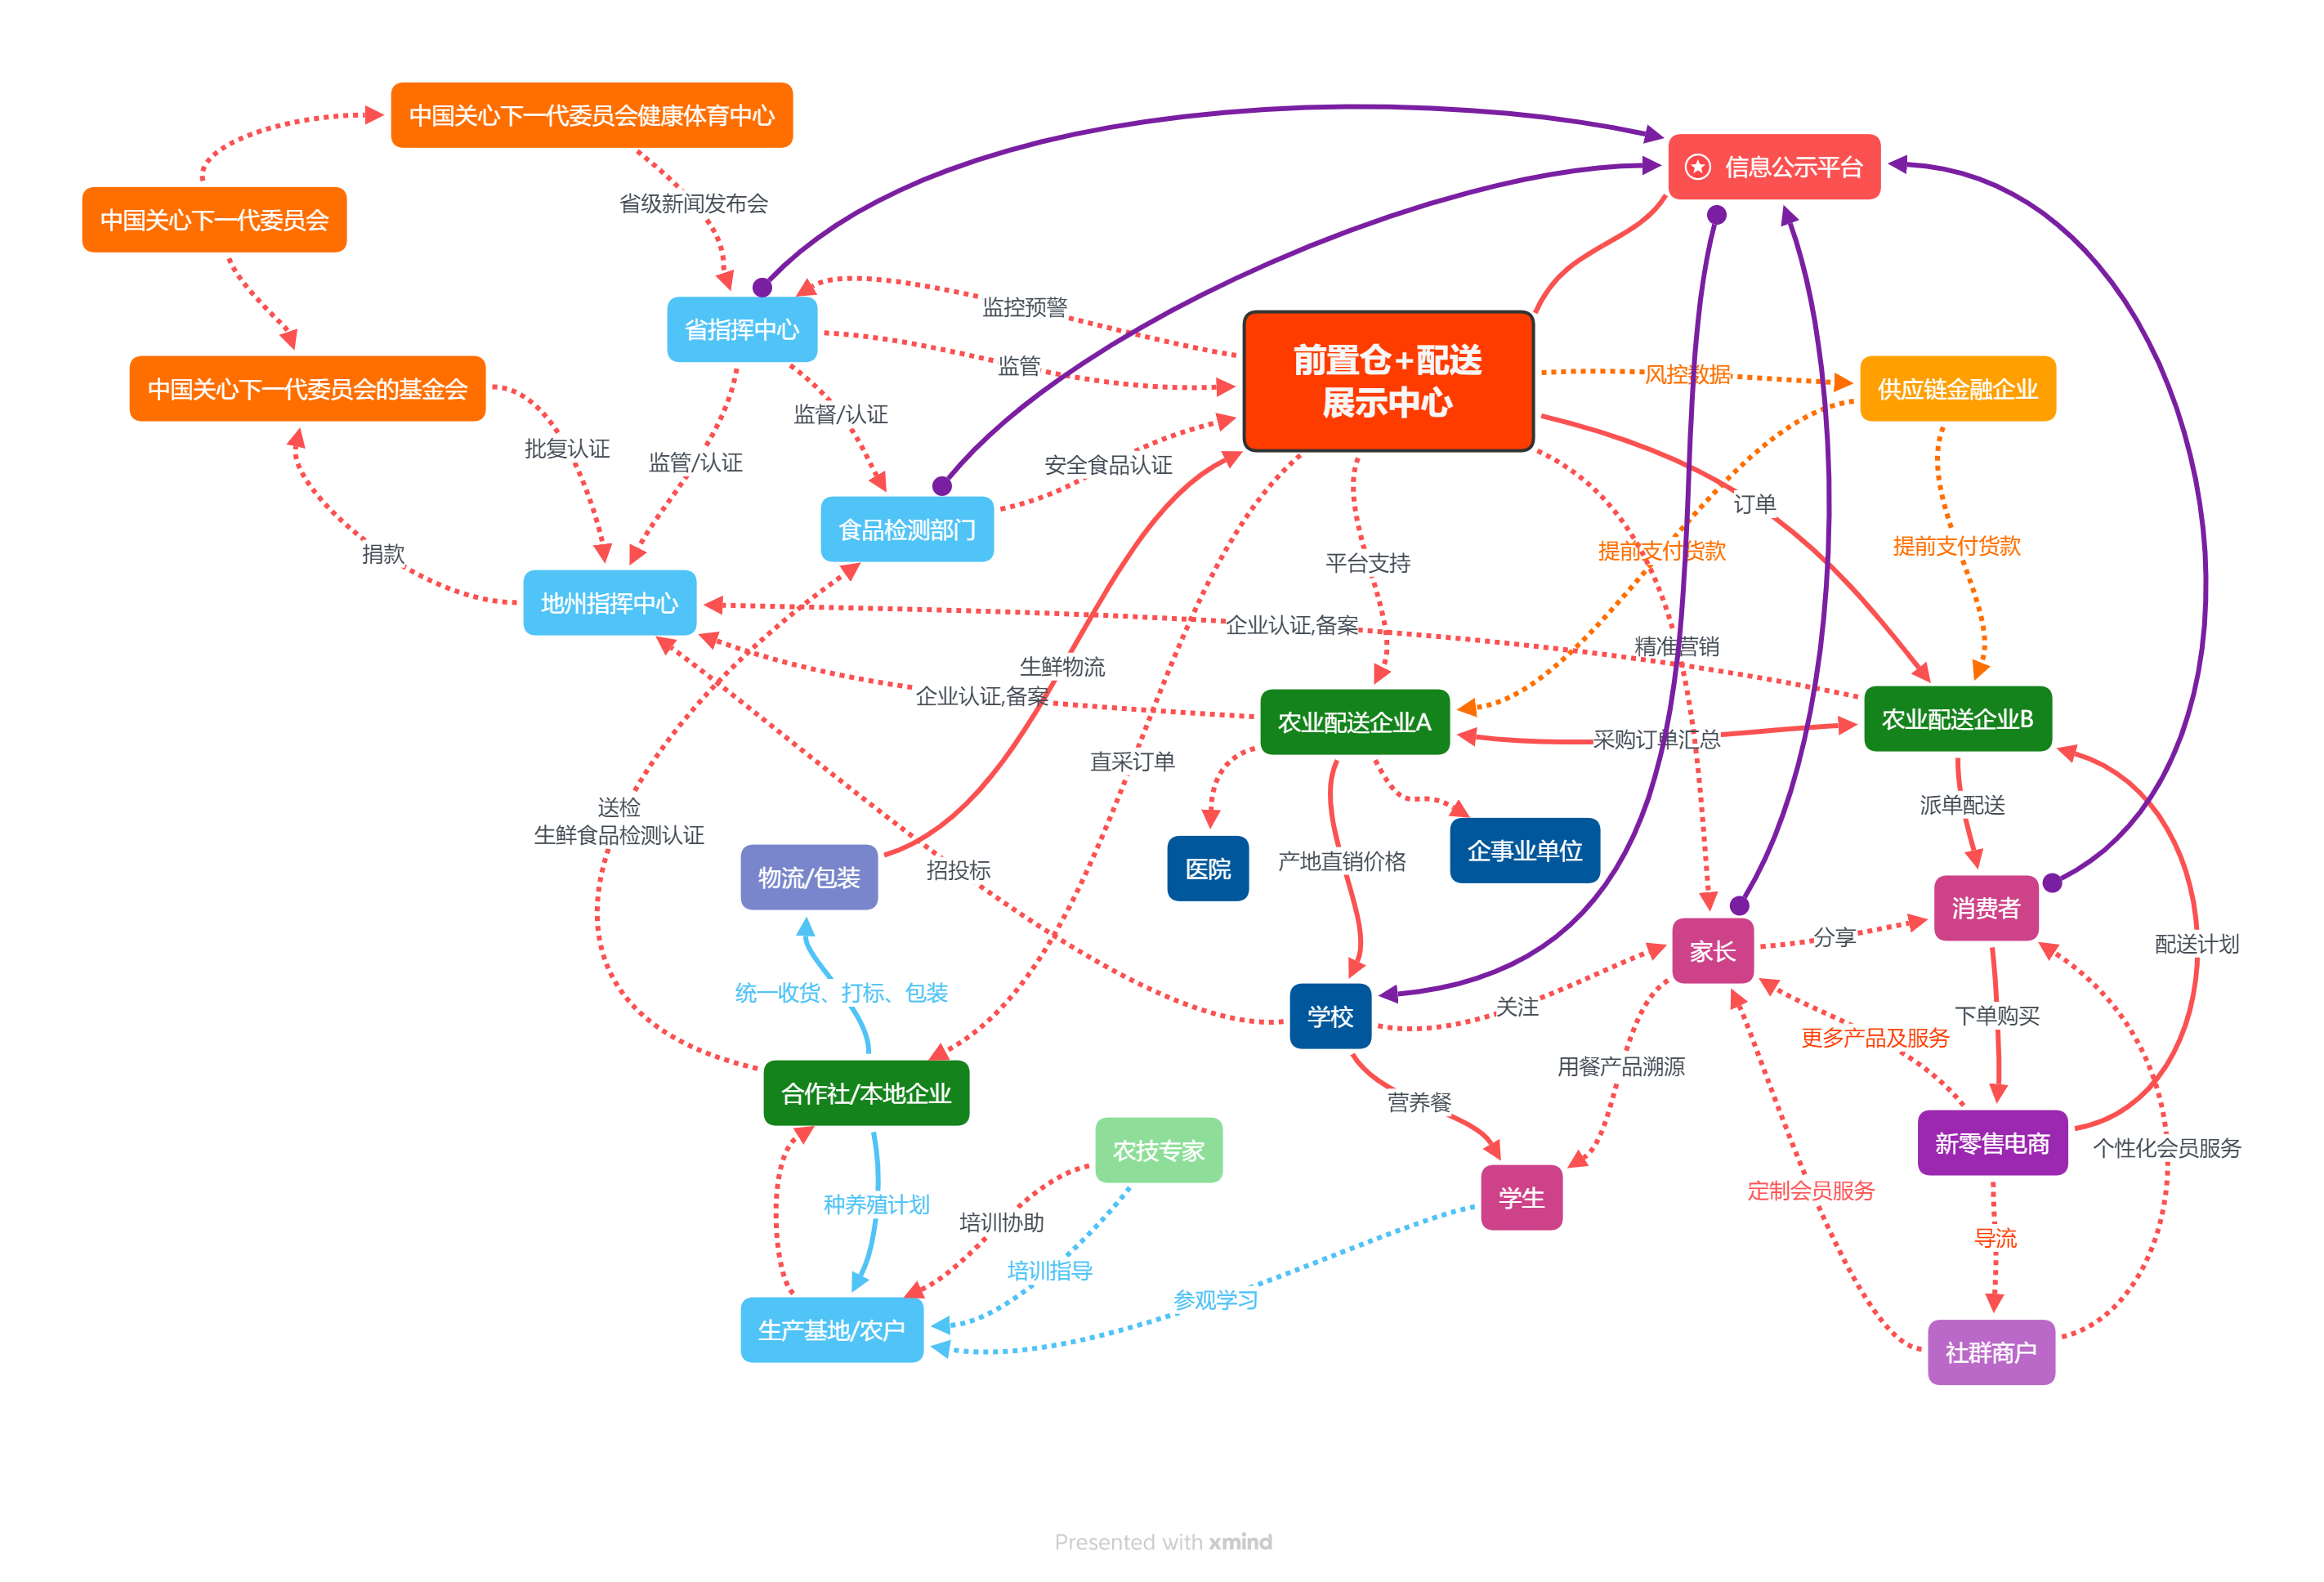 中国关心下一代委员会健康体育中心
信息公示平台
中国关心下一代委员会
省级新闻发布会
监控预警
省指挥中心
监管
前置仓+配送
展示中心
风控数据
供应链金融企业
中国关心下一代委员会的基金会
监督/认证
批复认证
监管/认证
安全食品认证
订单
食品检测部门
捐款
平台支持
提前支付货款
提前支付货款
地州指挥中心
企业认证,备案
精准营销
生鲜物流
企业认证,备案
农业配送企业A
农业配送企业B
采购订单汇总
直采订单
送检
生鲜食品检测认证
派单配送
物流/包装
招投标
医院
产地直销价格
企事业单位
消费者
分享
家长
配送计划
统一收货、打标、包装
关注
学校
下单购买
更多产品及服务
用餐产品溯源
合作社/本地企业
营养餐
农技专家
新零售电商
个性化会员服务
种养殖计划
培训协助
学生
定制会员服务
导流
培训指导
参观学习
生产基地/农户
社群商户
Presented with xmind